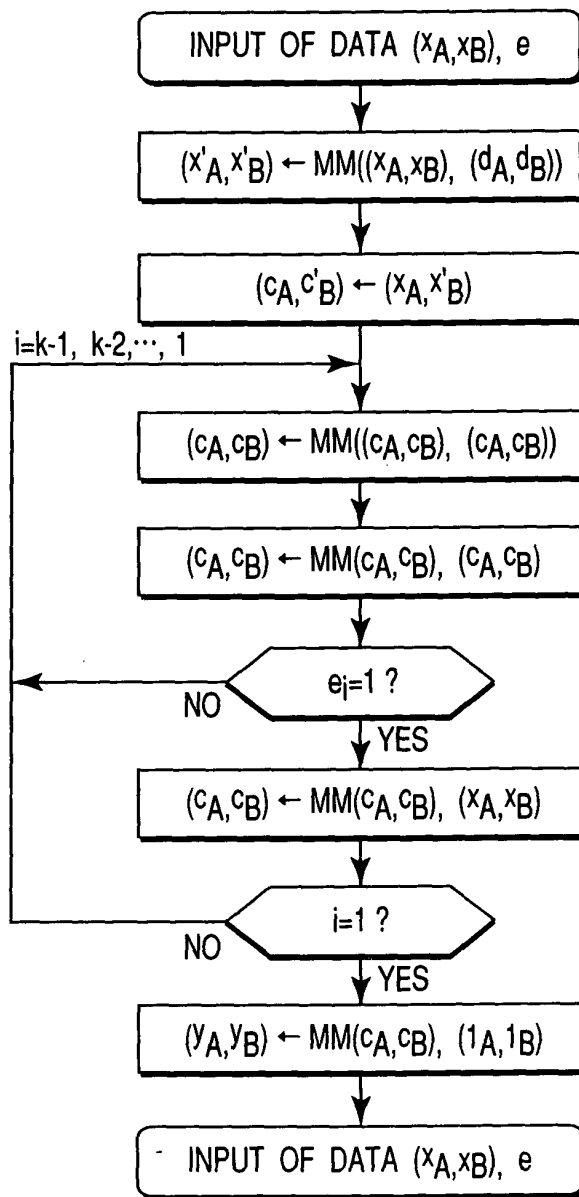 INPUT OF DATA (xA,xB), e
(x'A,x'B) ← MM((xA,xB), (dA,dB))
(cA,c'B) ← (xA,x'B)
i=k-1, k-2,···, 1
(cA,cB) ← MM((cA,cB), (cA,cB))
(cA,cB) ← MM(cA,cB), (cA,cB)
ei=1 ?
NO
YES
(cA,cB) ← MM(cA,cB), (xA,xB)
i=1 ?
NO
YES
(yA,yB) ← MM(cA,cB), (1A,1B)
INPUT OF DATA (xA,xB), e